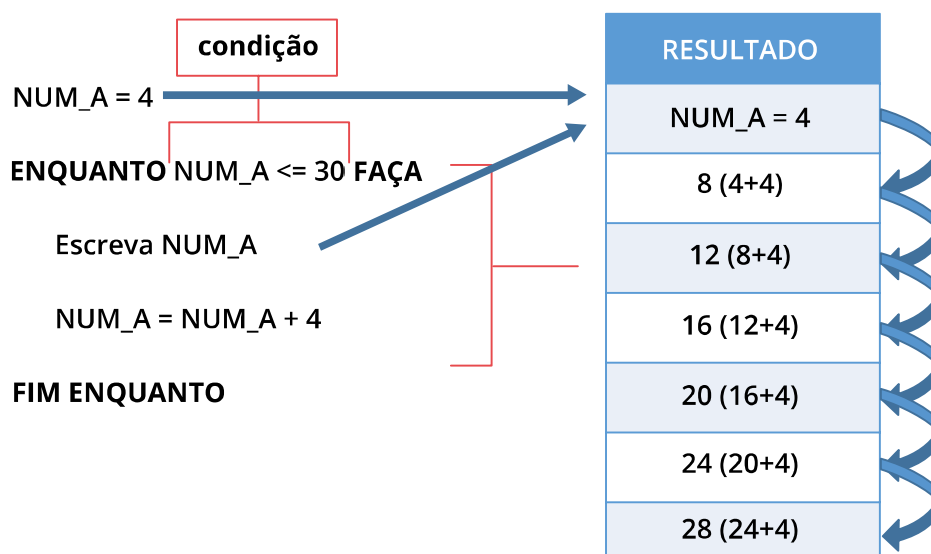 condição
NUM_A = 4
ENQUANTO NUM_A <= 30 FAÇA
Escreva NUM_A
NUM_A = NUM_A + 4
FIM ENQUANTO
RESULTADO
NUM_A = 4
8 (4+4)
12 (8+4)
16 (12+4)
20 (16+4)
24 (20+4)
28 (24+4)